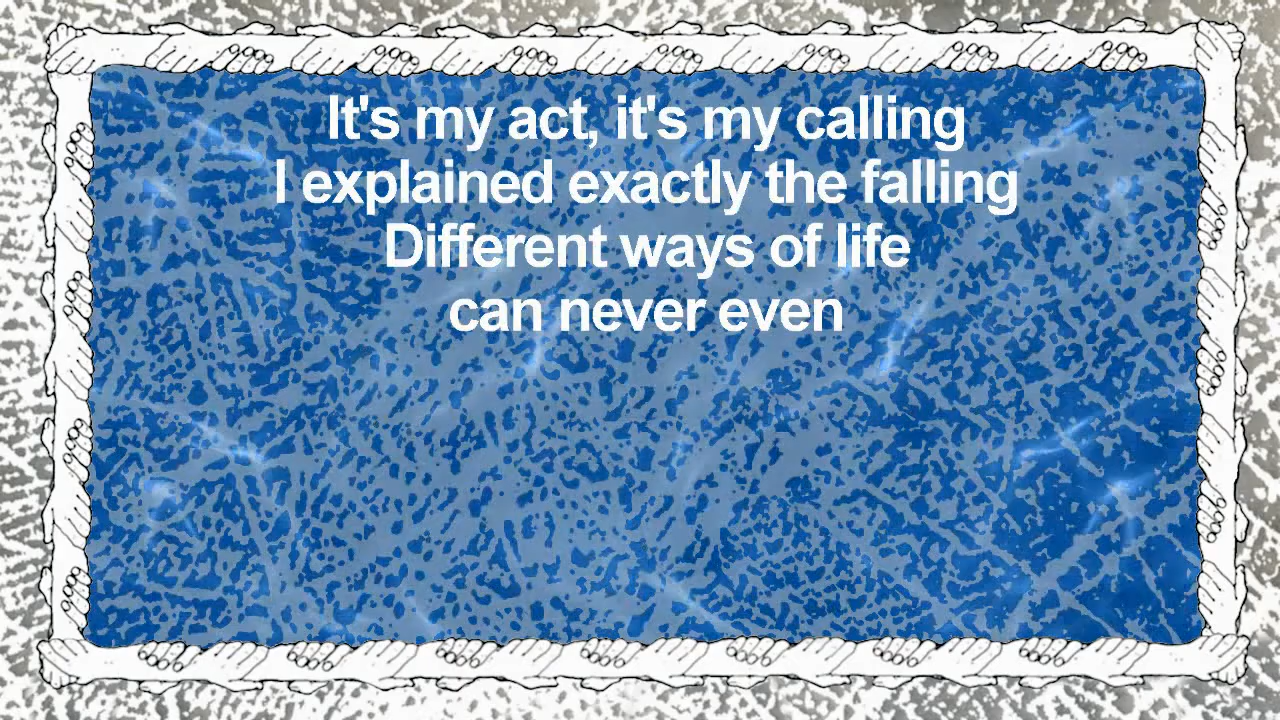 It's my act, it's my calling
I explained exactly the falling
Different ways of life
can never even